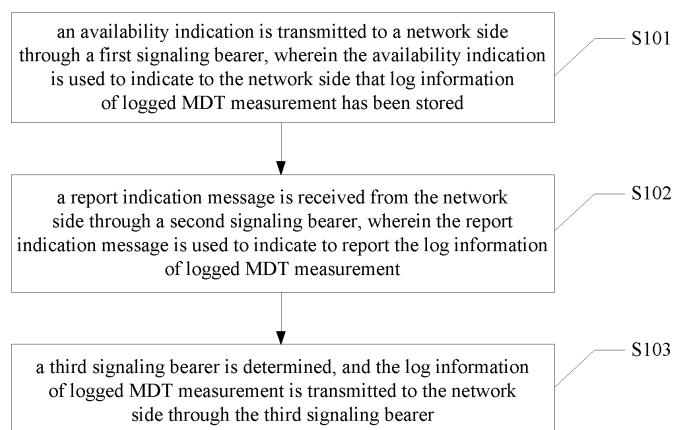 an availability indication is transmitted to a network side
through a first signaling bearer, wherein the availability indication
is used to indicate to the network side that log information
of logged MDT measurement has been stored
S101
a report indication message is received from the network
side through a second signaling bearer, wherein the report
indication message is used to indicate to report the log information
of logged MDT measurement
S102
a third signaling bearer is determined, and the log information
of logged MDT measurement is transmitted to the network
side through the third signaling bearer
S103